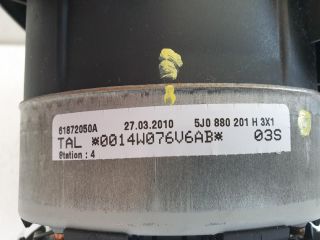 61872050A 27.03.2010 5J0 880 201 H 3X1
TAL *0014W076V6AB* 03S
Station : 4